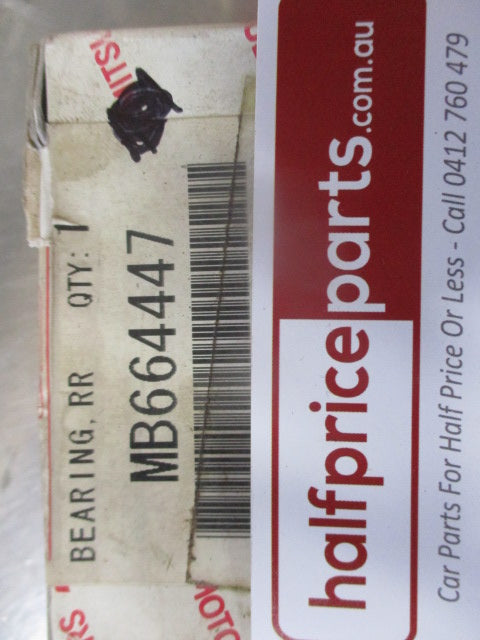 BEARING, RR QTY: 1
MB664447
halfpriceparts.com.au
Car Parts For Half Price Or Less - Call 0412 760 479